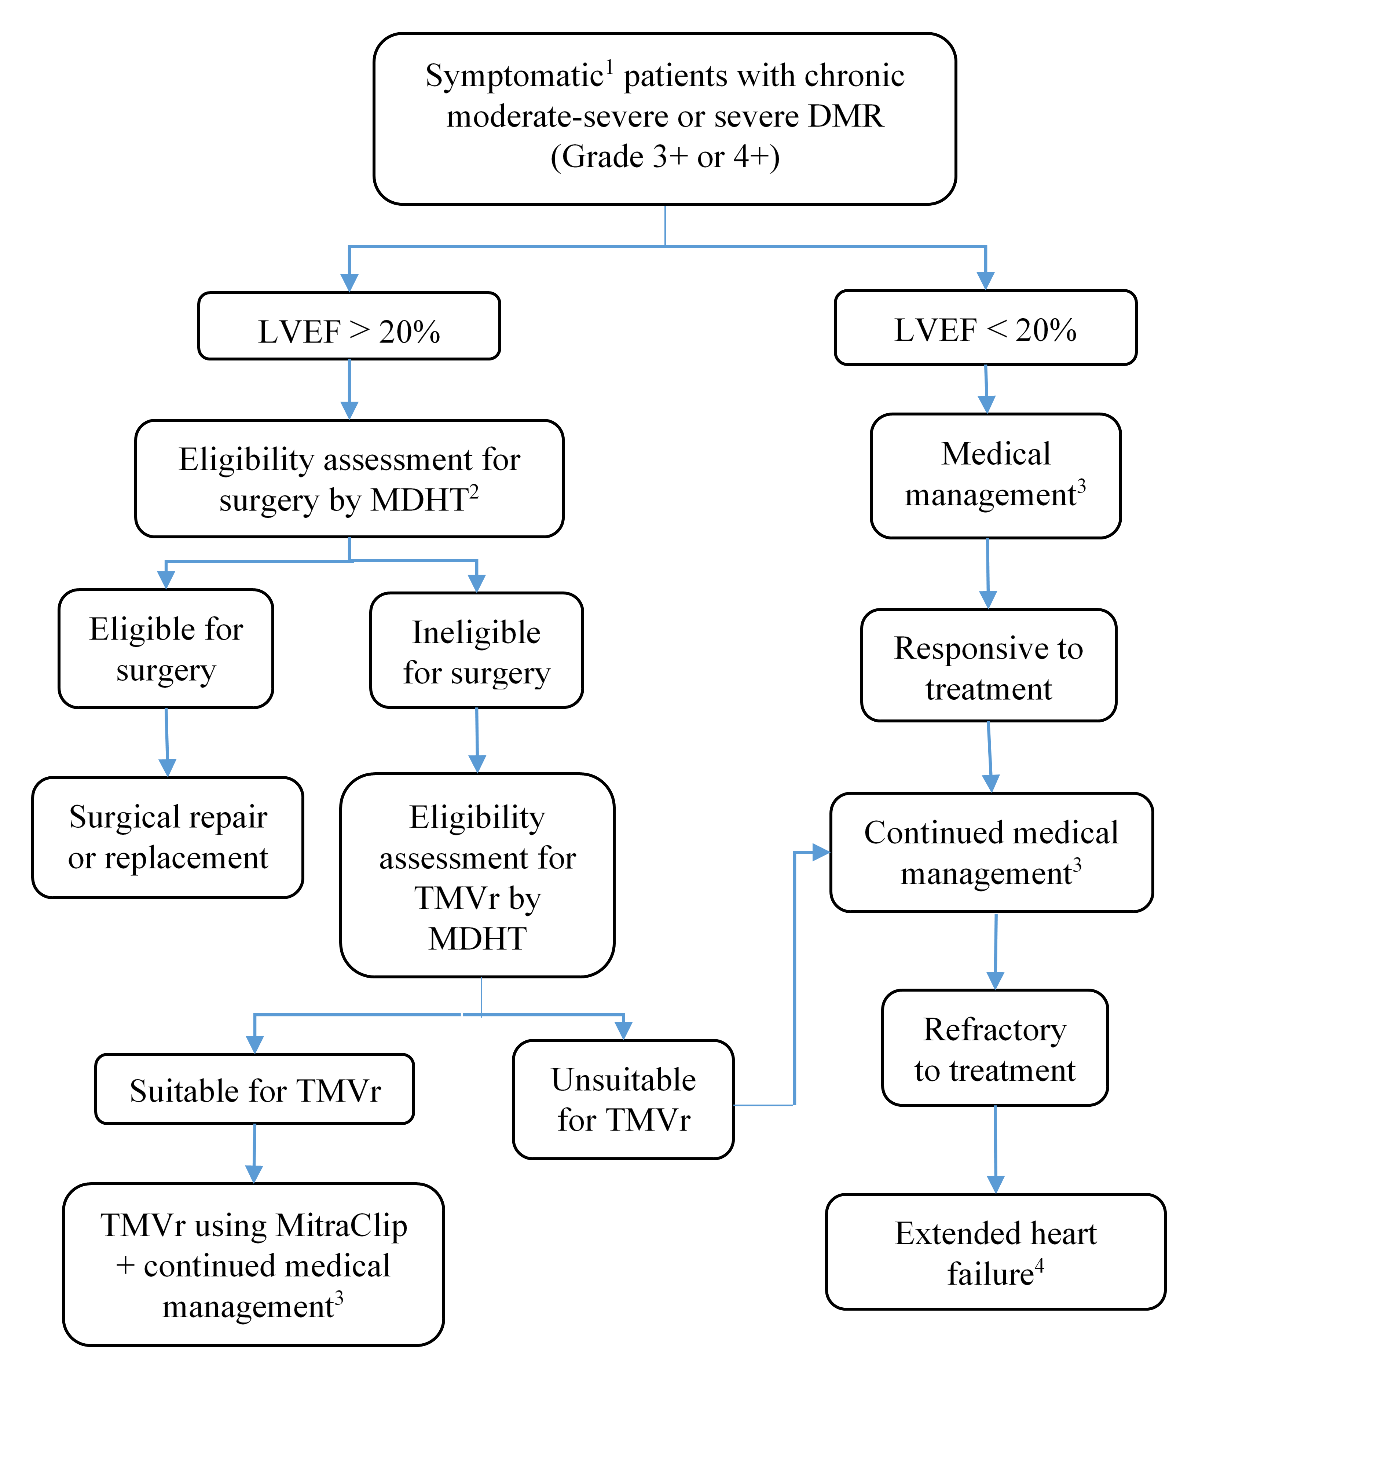 Symptomatic¹ patients with chronic
moderate-severe or severe DMR
(Grade 3+ or 4+)
LVEF > 20%
LVEF < 20%
Eligibility assessment for
surgery by MDHT²
Medical
management³
Eligible for
surgery
Ineligible
for surgery
Responsive to
treatment
Surgical repair
or replacement
Eligibility
assessment for
TMVr by
MDHT
Continued medical
management³
Refractory
to treatment
Suitable for TMVr
Unsuitable
for TMVr
TMVr using MitraClip
+ continued medical
management³
Extended heart
failure⁴